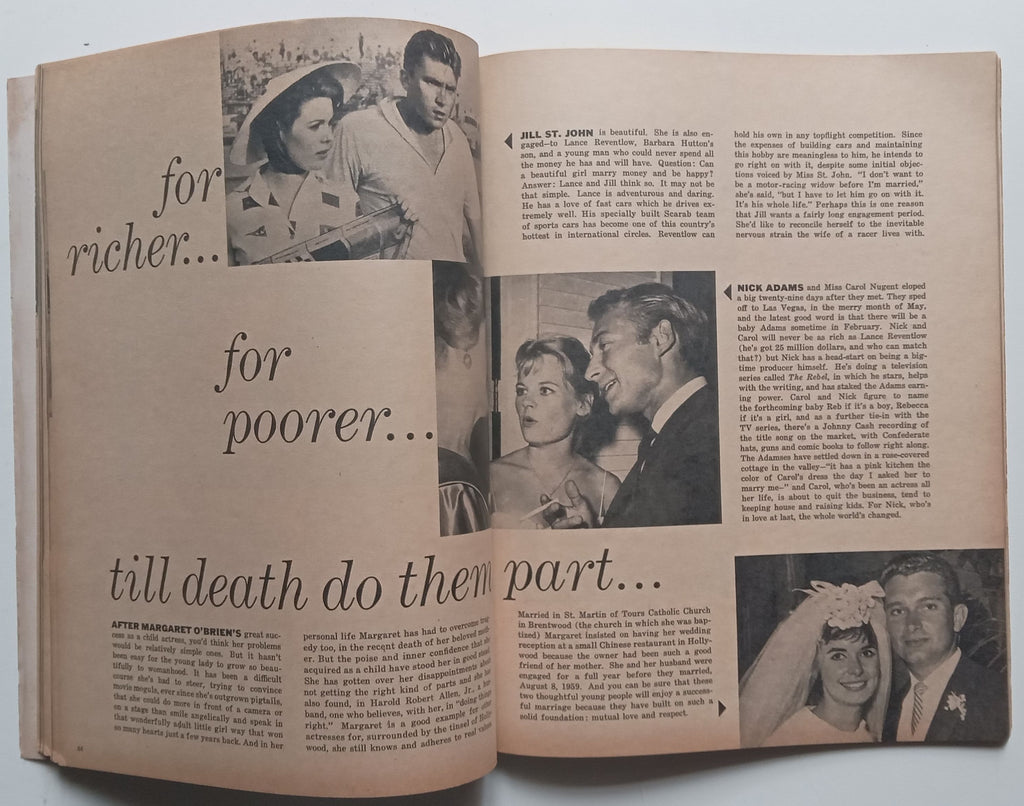 for
richer...
for
poorer...
till death do them part...
AFTER MARGARET O'BRIEN'S great suc-
cess as a child actress, you'd think her problems
would be relatively simple ones. But it hasn't
been easy for the young lady to grow so beau-
tifully to womanhood. It has been a difficult
course she's had to steer, trying to convince
movie moguls, ever since she's outgrown pigtails,
that she could do more in front of a camera or
on a stage than smile angelically and speak in
that wonderfully adult little girl way that won
so many hearts just a few years back. And in her
personal life Margaret has had to overcome
edy too, in the recent death of her beloved
er. But the poise and inner confidence that
acquired as a child have stood her in good
She has gotten over her disappointments
not getting the right kind of parts and
also found, in Harold Robert Allen, Jr., a
band, one who believes, with her, in "doing
right." Margaret is a good example for
actresses for, surrounded by the tinsel of
wood, she still knows and adheres to real
JILL ST. JOHN is beautiful. She is also en-
gaged—to Lance Reventlow, Barbara Hutton's
son, and a young man who could never spend all
the money he has and will have. Question: Can
a beautiful girl marry money and be happy?
Answer: Lance and Jill think so. It may not be
that simple. Lance is adventurous and daring.
He has a love of fast cars which he drives ex-
tremely well. His specially built Scarab team
of sports cars has become one of this country's
hottest in international circles. Reventlow can
hold his own in any topflight competition. Since
the expenses of building cars and maintaining
this hobby are meaningless to him, he intends to
go right on with it, despite some initial objec-
tions voiced by Miss St. John. "I don't want to
be a motor-racing widow before I'm married,"
she's said, "but I have to let him go on with it.
It's his whole life." Perhaps this is one reason
that Jill wants a fairly long engagement period.
She'd like to reconcile herself to the inevitable
nervous strain the wife of a racer lives with.
NICK ADAMS and Miss Carol Nugent eloped
a big twenty-nine days after they met. They sped
off to Las Vegas, in the merry month of May,
and the latest good word is that there will be a
baby Adams sometime in February. Nick and
Carol will never be as rich as Lance Reventlow
(he's got 25 million dollars, and who can match
that?) but Nick has a head-start on being a big-
time producer himself. He's doing a television
series called The Rebel, in which he stars, helps
with the writing, and has staked the Adams earn-
ing power. Carol and Nick figure to name
the forthcoming baby Reb if it's a boy, Rebecca
if it's a girl, and as a further tie-in with the
TV series, there's a Johnny Cash recording of
the title song on the market, with Confederate
hats, guns and comic books to follow right along.
The Adamses have settled down in a rose-covered
cottage in the valley—"it has a pink kitchen the
color of Carol's dress the day I asked her to
marry me—" and Carol, who's been an actress all
her life, is about to quit the business, tend to
keeping house and raising kids. For Nick, who's
in love at last, the whole world's changed.
Married in St. Martin of Tours Catholic Church
in Brentwood (the church in which she was bap-
tized) Margaret insisted on having her wedding
reception at a small Chinese restaurant in Holly-
wood because the owner had been such a good
friend of her mother. She and her husband were
engaged for a full year before they married,
August 8, 1959. And you can be sure that these
two thoughtful young people will enjoy a success-
ful marriage because they have built on such a
solid foundation: mutual love and respect.